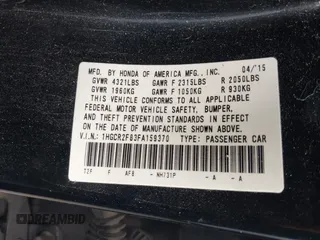 MFD. BY HONDA OF AMERICA MFG., INC. 04/15
GVWR 4321LBS GAWR F 2315LBS R 2050LBS
GVWR 1960KG GAWR F 1050KG R 930KG
THIS VEHICLE CONFORMS TO ALL APPLICABLE
FEDERAL MOTOR VEHICLE SAFETY, BUMPER,
AND THEFT PREVENTION STANDARDS IN EFFECT
ON THE DATE OF MANUFACTURE SHOWN ABOVE.
V.I.N.: 1HGCR2F83FA159370 TYPE: PASSENGER CAR
T2F F AF8 - NH731P - A - A